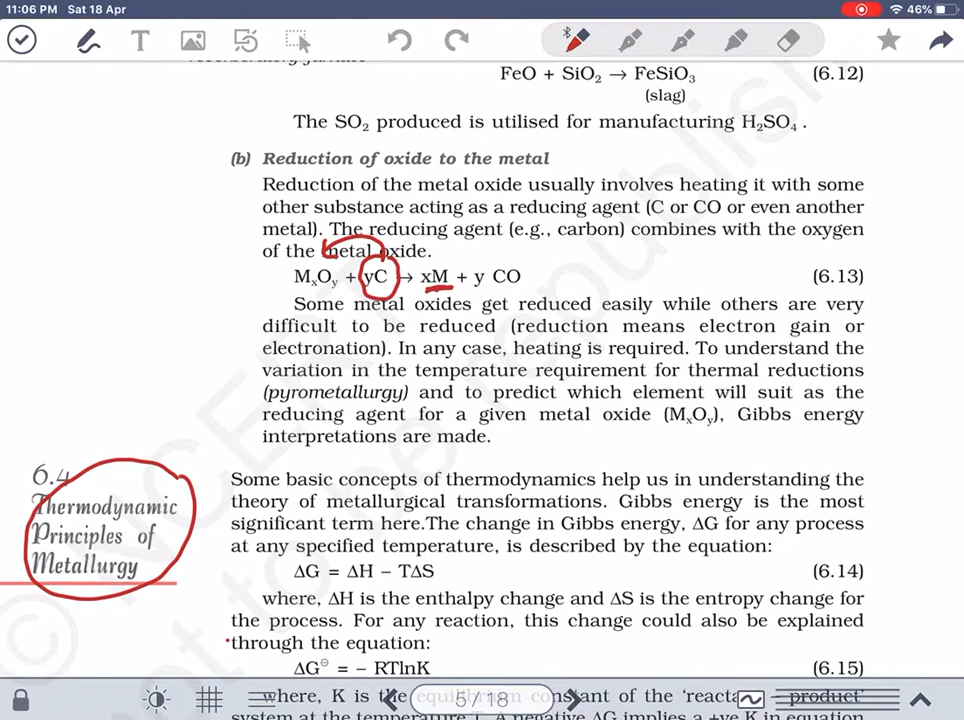 11:06 PM Sat 18 Apr
46%
T
FeO + SiO₂ → FeSiO₃ (6.12)
(slag)
The SO₂ produced is utilised for manufacturing H₂SO₄ .
(b) Reduction of oxide to the metal
Reduction of the metal oxide usually involves heating it with some
other substance acting as a reducing agent (C or CO or even another
metal). The reducing agent (e.g., carbon) combines with the oxygen
of the metal oxide.
MₓOᵧ + yC → xM + y CO (6.13)
Some metal oxides get reduced easily while others are very
difficult to be reduced (reduction means electron gain or
electronation). In any case, heating is required. To understand the
variation in the temperature requirement for thermal reductions
(pyrometallurgy) and to predict which element will suit as the
reducing agent for a given metal oxide (MₓOᵧ), Gibbs energy
interpretations are made.
6.4
Thermodynamic
Principles of
Metallurgy
Some basic concepts of thermodynamics help us in understanding the
theory of metallurgical transformations. Gibbs energy is the most
significant term here.The change in Gibbs energy, ΔG for any process
at any specified temperature, is described by the equation:
ΔG = ΔH – TΔS (6.14)
where, ΔH is the enthalpy change and ΔS is the entropy change for
the process. For any reaction, this change could also be explained
through the equation:
ΔG⊖ = – RTlnK (6.15)
where, K is the equilibrium constant of the 'reactant – product'
5 / 18